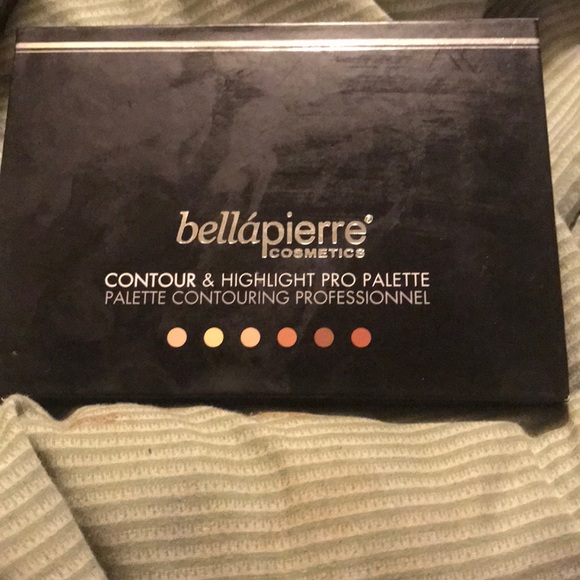 bellápierre®
COSMETICS
CONTOUR & HIGHLIGHT PRO PALETTE
PALETTE CONTOURING PROFESSIONNEL